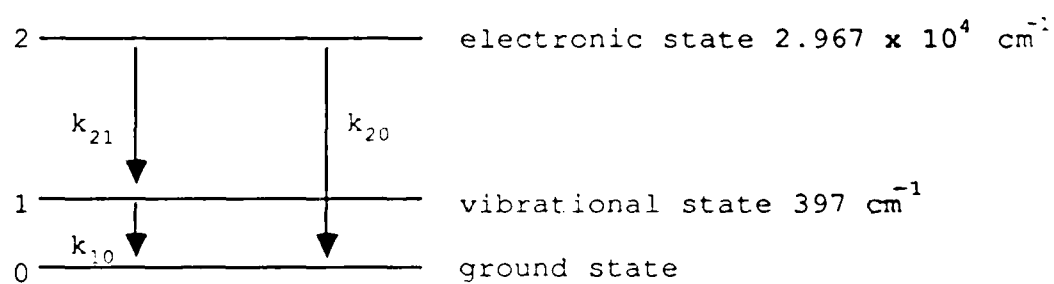 2 electronic state 2.967 x 10⁴ cm⁻¹
k₂₁ k₂₀
1 vibrational state 397 cm⁻¹
k₁₀
0 ground state